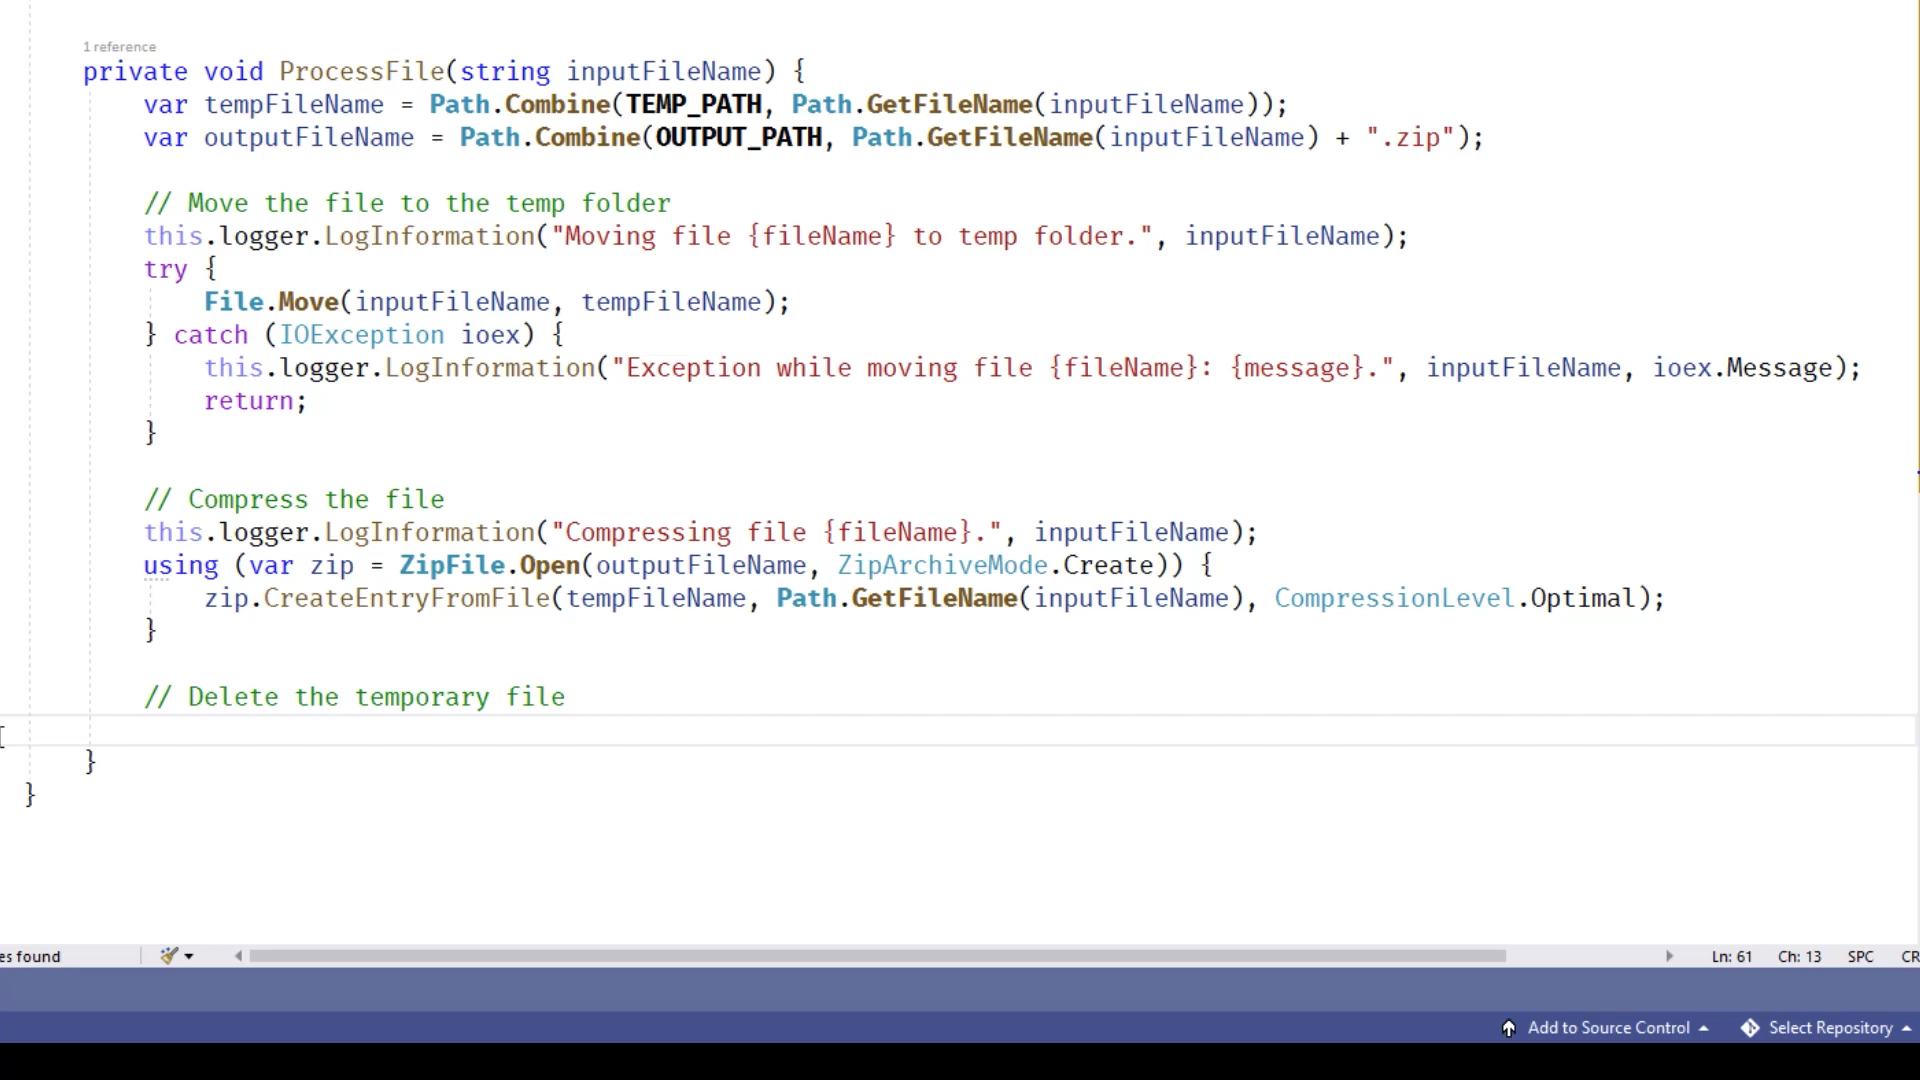 1 reference
private void ProcessFile(string inputFileName) {
var tempFileName = Path.Combine(TEMP_PATH, Path.GetFileName(inputFileName));
var outputFileName = Path.Combine(OUTPUT_PATH, Path.GetFileName(inputFileName) + ".zip");
// Move the file to the temp folder
this.logger.LogInformation("Moving file {fileName} to temp folder.", inputFileName);
try {
File.Move(inputFileName, tempFileName);
} catch (IOException ioex) {
this.logger.LogInformation("Exception while moving file {fileName}: {message}.", inputFileName, ioex.Message);
return;
}
// Compress the file
this.logger.LogInformation("Compressing file {fileName}.", inputFileName);
using (var zip = ZipFile.Open(outputFileName, ZipArchiveMode.Create)) {
zip.CreateEntryFromFile(tempFileName, Path.GetFileName(inputFileName), CompressionLevel.Optimal);
}
// Delete the temporary file
}
}
es found Ln: 61 Ch: 13 SPC CR
Add to Source Control Select Repository